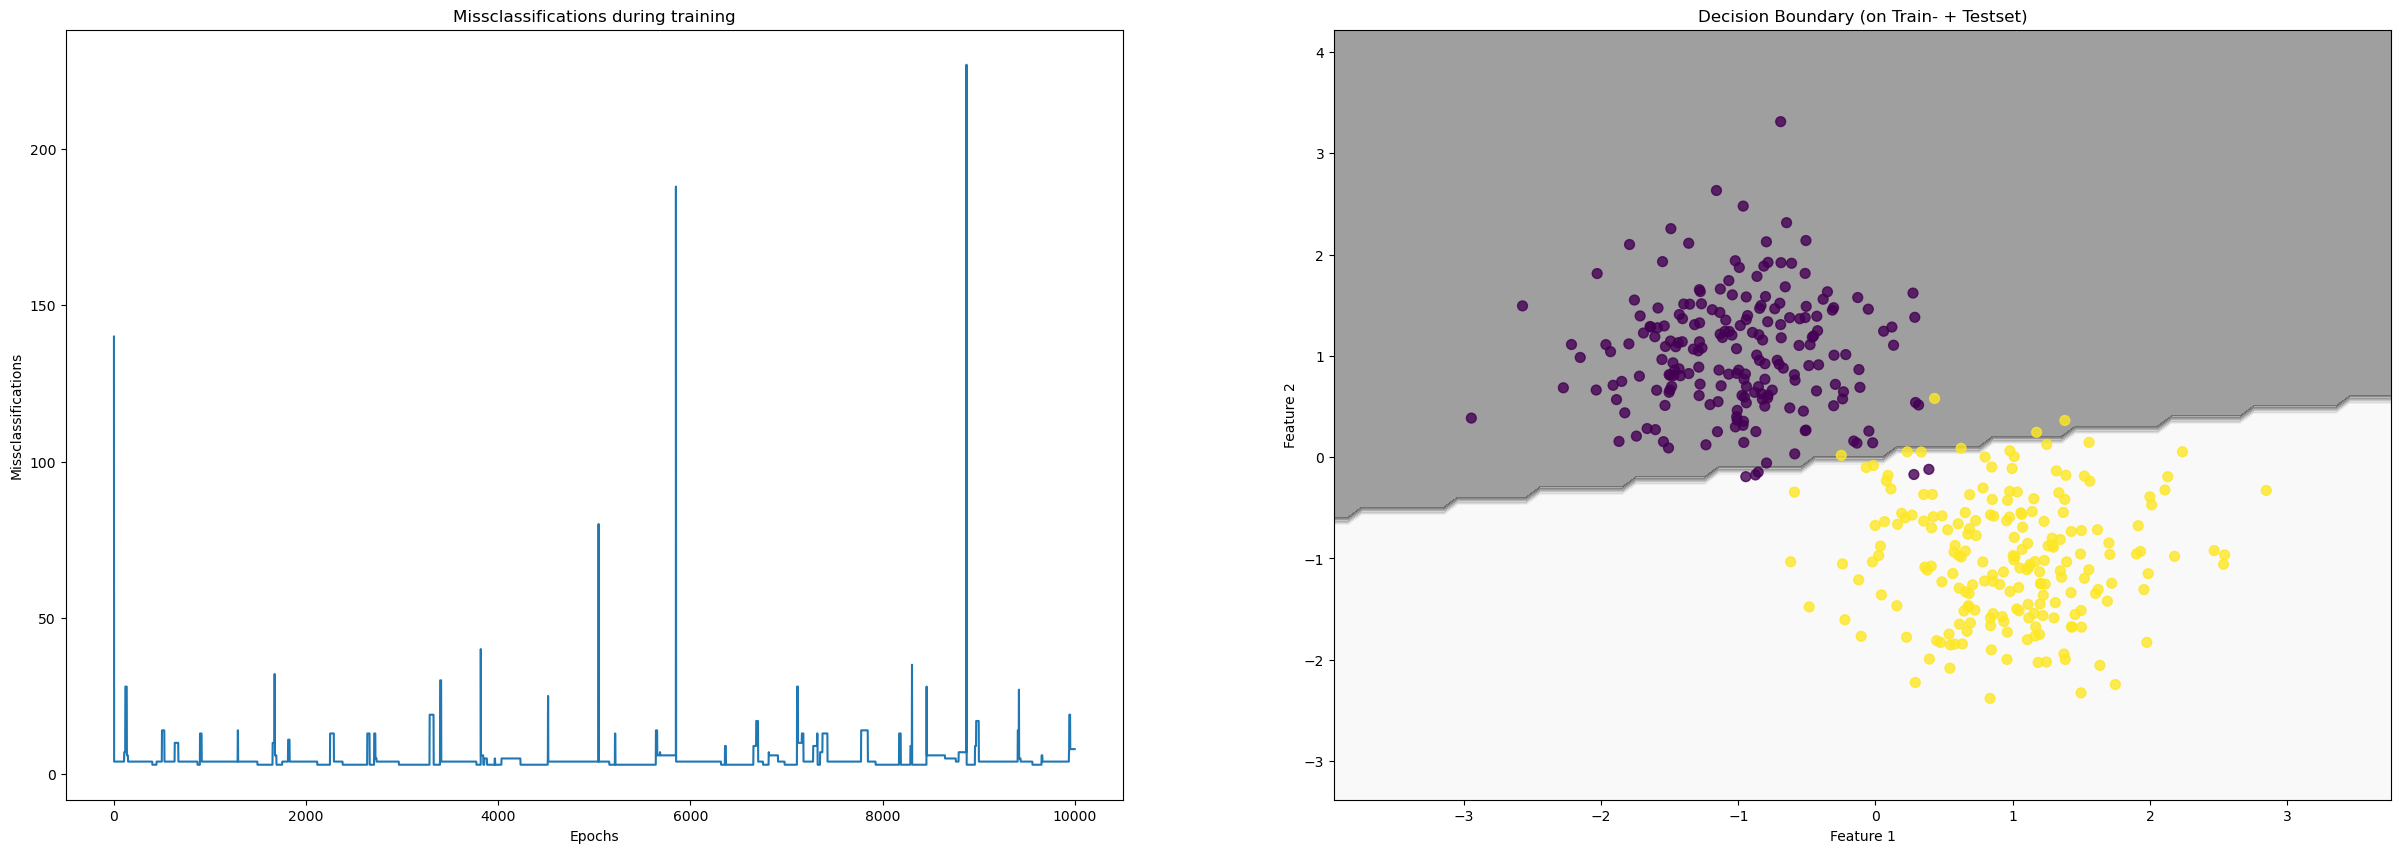 Missclassifications during training
Missclassifications
200
150
100
50
0
0 2000 4000 6000 8000 10000
Epochs
Decision Boundary (on Train- + Testset)
Feature 2
4
3
2
1
0
−1
−2
−3
−3 −2 −1 0 1 2 3
Feature 1